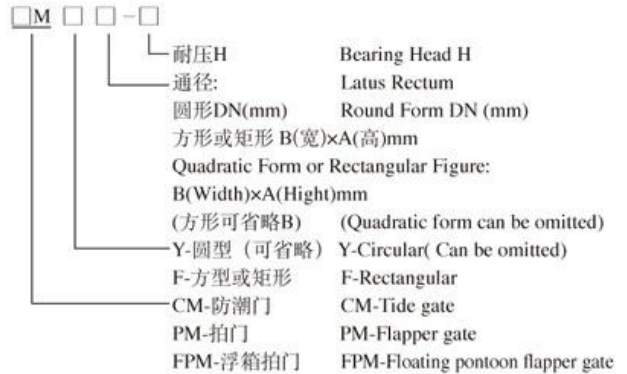 □M □ □-□
耐压H Bearing Head H
通径: Latus Rectum
圆形DN(mm) Round Form DN (mm)
方形或矩形 B(宽)×A(高)mm
Quadratic Form or Rectangular Figure:
B(Width)×A(Hight)mm
(方形可省略B) (Quadratic form can be omitted)
Y-圆型（可省略） Y-Circular( Can be omitted)
F-方型或矩形 F-Rectangular
CM-防潮门 CM-Tide gate
PM-拍门 PM-Flapper gate
FPM-浮箱拍门 FPM-Floating pontoon flapper gate